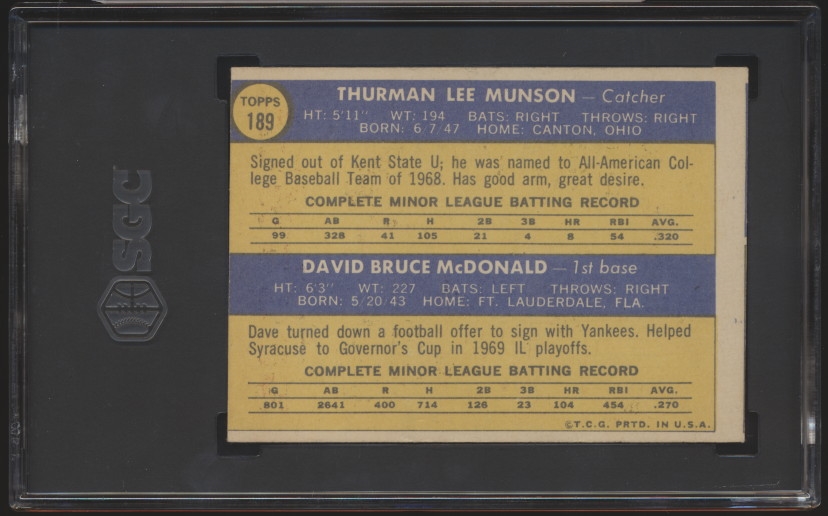 SGC
TOPPS
189
THURMAN LEE MUNSON — Catcher
HT: 5'11" WT: 194 BATS: RIGHT THROWS: RIGHT
BORN: 6/7/47 HOME: CANTON, OHIO
Signed out of Kent State U; he was named to All-American Col-
lege Baseball Team of 1968. Has good arm, great desire.
COMPLETE MINOR LEAGUE BATTING RECORD
G AB R H 2B 3B HR RBI AVG.
99 328 41 105 21 4 8 54 .320
DAVID BRUCE McDONALD — 1st base
HT: 6'3" WT: 227 BATS: LEFT THROWS: RIGHT
BORN: 5/20/43 HOME: FT. LAUDERDALE, FLA.
Dave turned down a football offer to sign with Yankees. Helped
Syracuse to Governor's Cup in 1969 IL playoffs.
COMPLETE MINOR LEAGUE BATTING RECORD
G AB R H 2B 3B HR RBI AVG.
801 2641 400 714 126 23 104 454 .270
©T.C.G. PRTD. IN U.S.A.